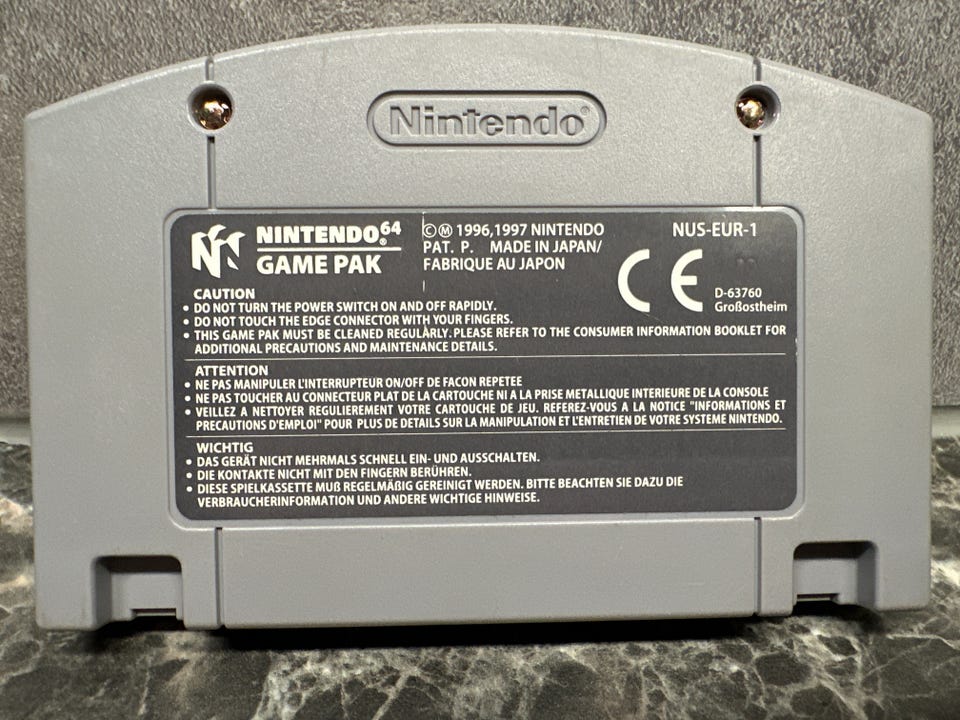 Nintendo®
NINTENDO®64
GAME PAK
©Ⓜ 1996,1997 NINTENDO
PAT. P. MADE IN JAPAN/
FABRIQUE AU JAPON
NUS-EUR-1
CE
D-63760
Großostheim
CAUTION
• DO NOT TURN THE POWER SWITCH ON AND OFF RAPIDLY.
• DO NOT TOUCH THE EDGE CONNECTOR WITH YOUR FINGERS.
• THIS GAME PAK MUST BE CLEANED REGULARLY. PLEASE REFER TO THE CONSUMER INFORMATION BOOKLET FOR
ADDITIONAL PRECAUTIONS AND MAINTENANCE DETAILS.
ATTENTION
• NE PAS MANIPULER L'INTERRUPTEUR ON/OFF DE FACON REPETEE
• NE PAS TOUCHER AU CONNECTEUR PLAT DE LA CARTOUCHE NI A LA PRISE METALLIQUE INTERIEURE DE LA CONSOLE
• VEILLEZ A NETTOYER REGULIEREMENT VOTRE CARTOUCHE DE JEU. REFEREZ-VOUS A LA NOTICE "INFORMATIONS ET
PRECAUTIONS D'EMPLOI" POUR PLUS DE DETAILS SUR LA MANIPULATION ET L'ENTRETIEN DE VOTRE SYSTEME NINTENDO.
WICHTIG
• DAS GERÄT NICHT MEHRMALS SCHNELL EIN- UND AUSSCHALTEN.
• DIE KONTAKTE NICHT MIT DEN FINGERN BERÜHREN.
• DIESE SPIELKASSETTE MUß REGELMÄßIG GEREINIGT WERDEN. BITTE BEACHTEN SIE DAZU DIE
VERBRAUCHERINFORMATION UND ANDERE WICHTIGE HINWEISE.